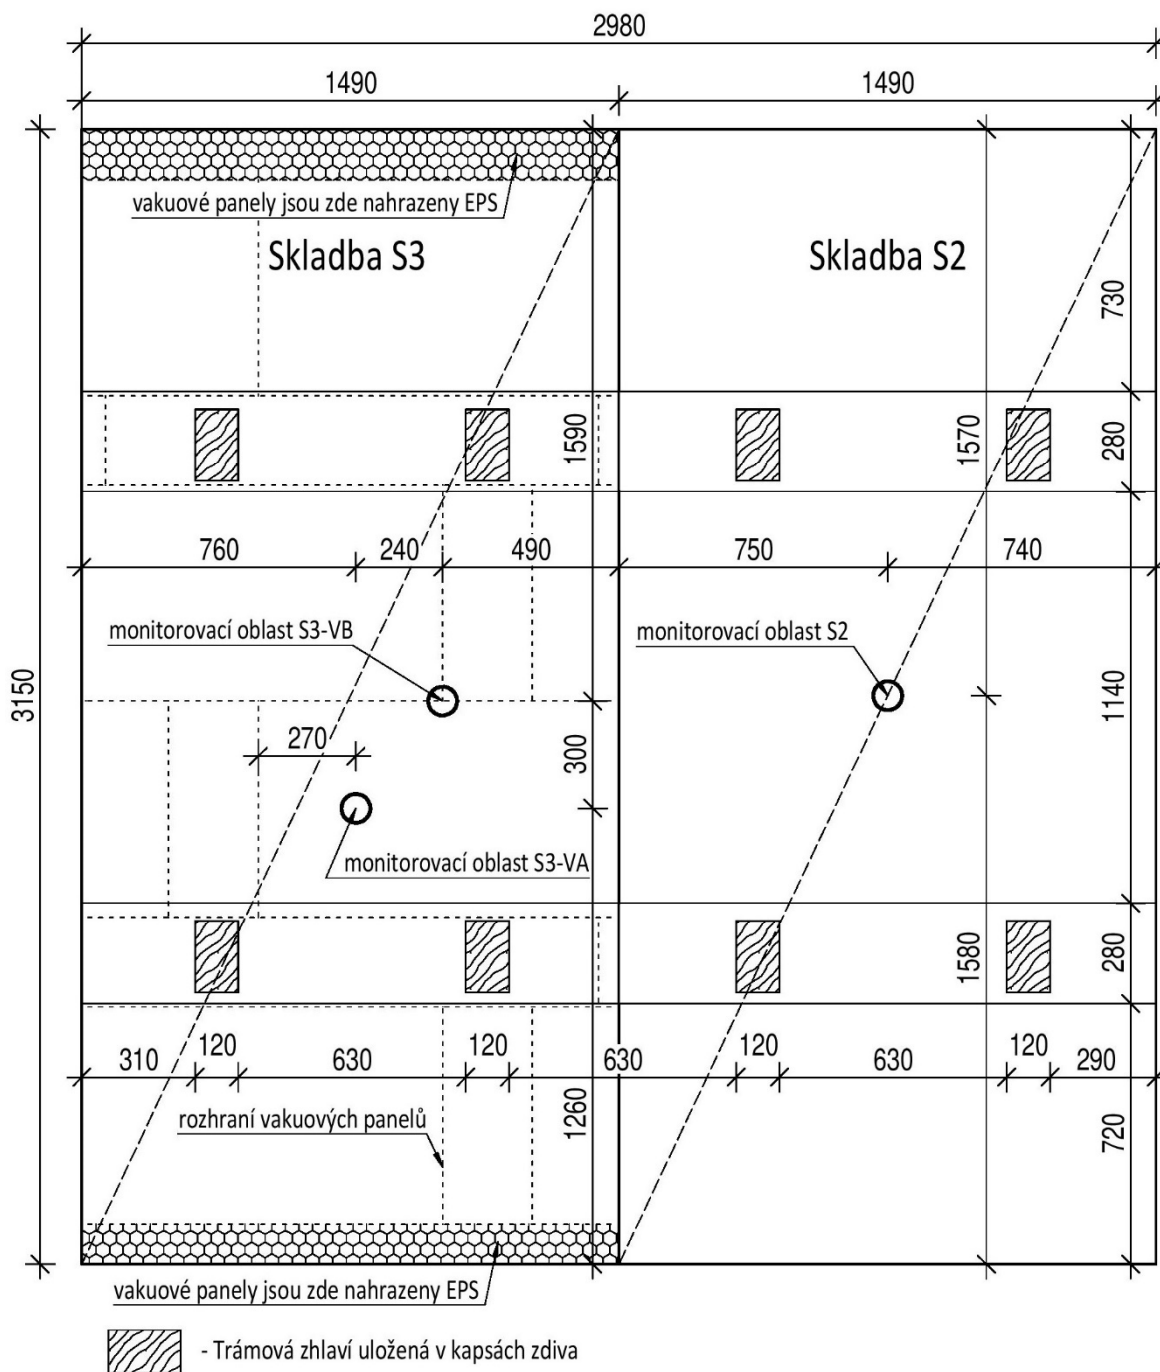 2980
1490 1490
vakuové panely jsou zde nahrazeny EPS
Skladba S3 Skladba S2
730
1590 1570 280
760 240 490 750 740
monitorovací oblast S3-VB monitorovací oblast S2
3150 1140
270 300
monitorovací oblast S3-VA
1580 280
310 120 630 120 630 120 630 120 290
rozhraní vakuových panelů 1260 720
vakuové panely jsou zde nahrazeny EPS
- Trámová zhlaví uložená v kapsách zdiva